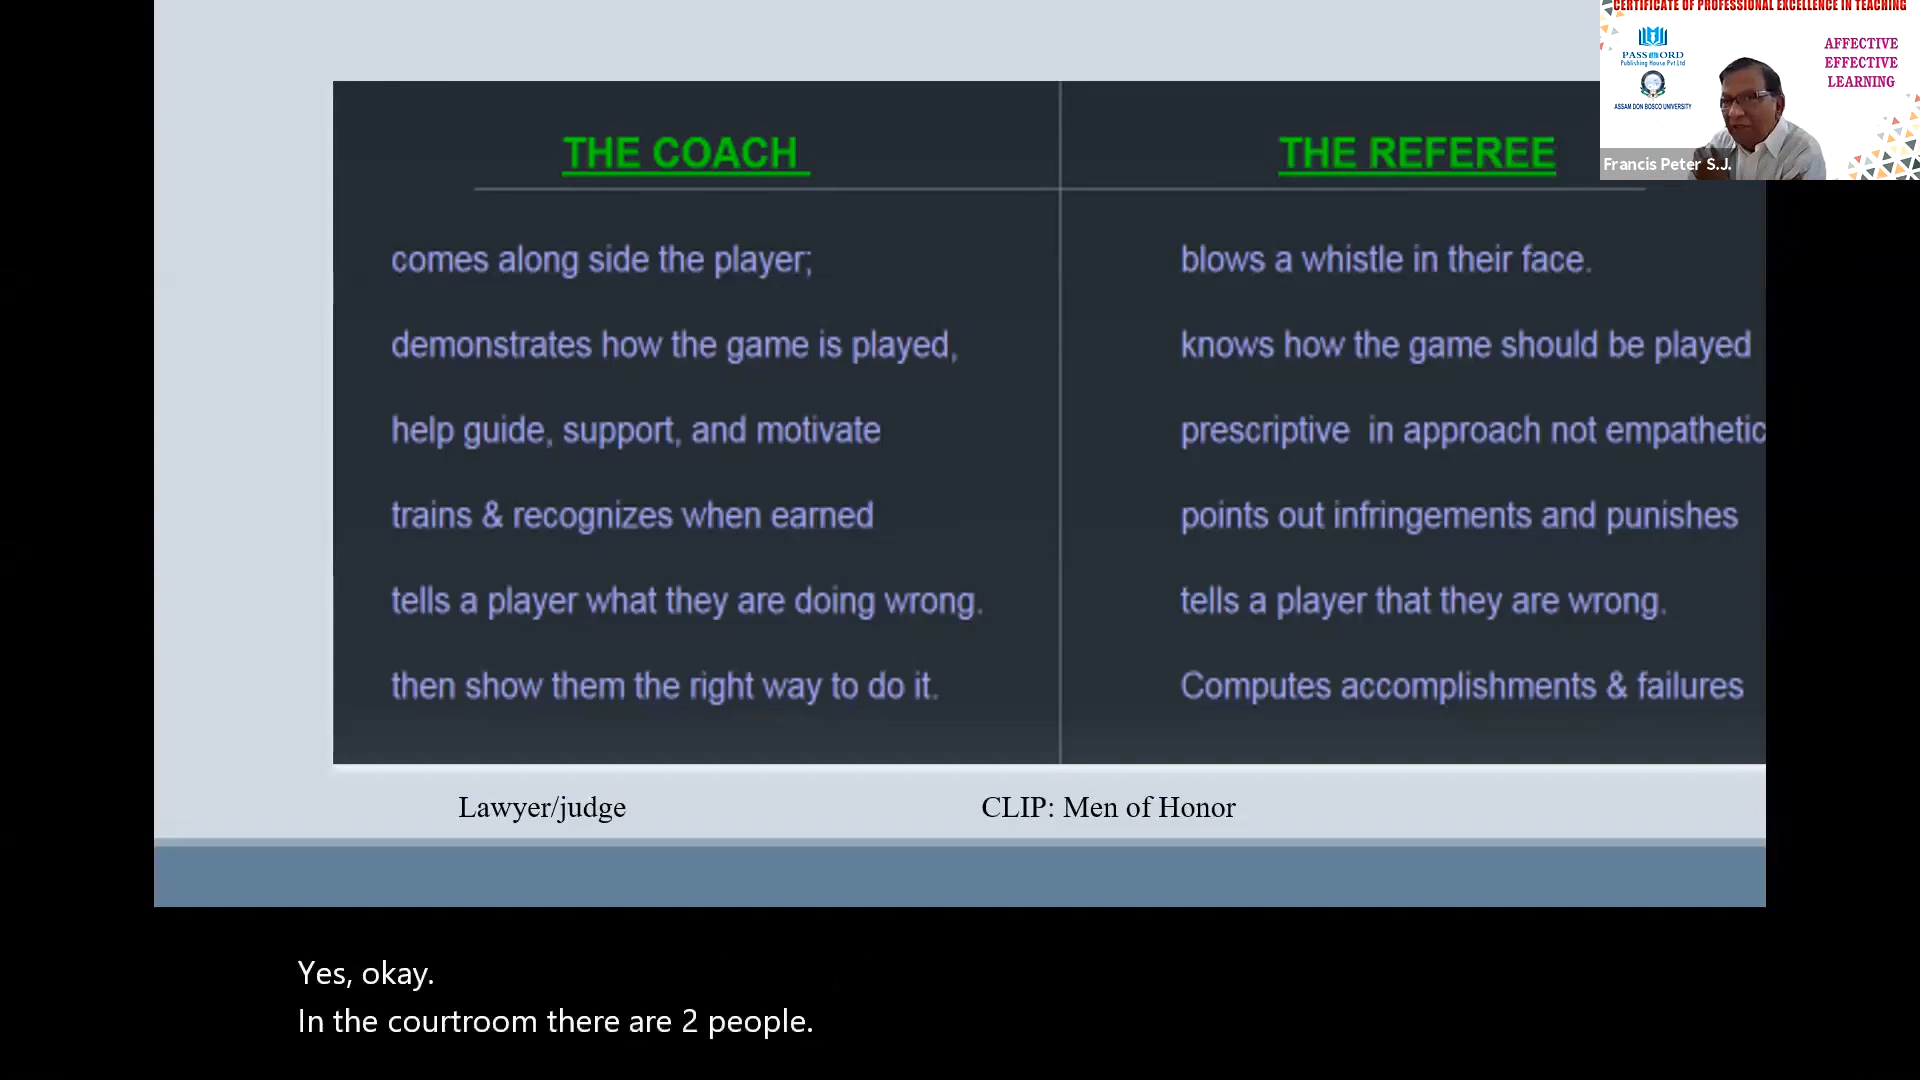 CERTIFICATE OF PROFESSIONAL EXCELLENCE IN TEACHING
PASSWORD
Publishing House Pvt Ltd
ASSAM DON BOSCO UNIVERSITY
AFFECTIVE
EFFECTIVE
LEARNING
Francis Peter S.J.
THE COACH
comes along side the player;
demonstrates how the game is played,
help guide, support, and motivate
trains & recognizes when earned
tells a player what they are doing wrong.
then show them the right way to do it.
THE REFEREE
blows a whistle in their face.
knows how the game should be played
prescriptive in approach not empathetic
points out infringements and punishes
tells a player that they are wrong.
Computes accomplishments & failures
Lawyer/judge
CLIP: Men of Honor
Yes, okay.
In the courtroom there are 2 people.